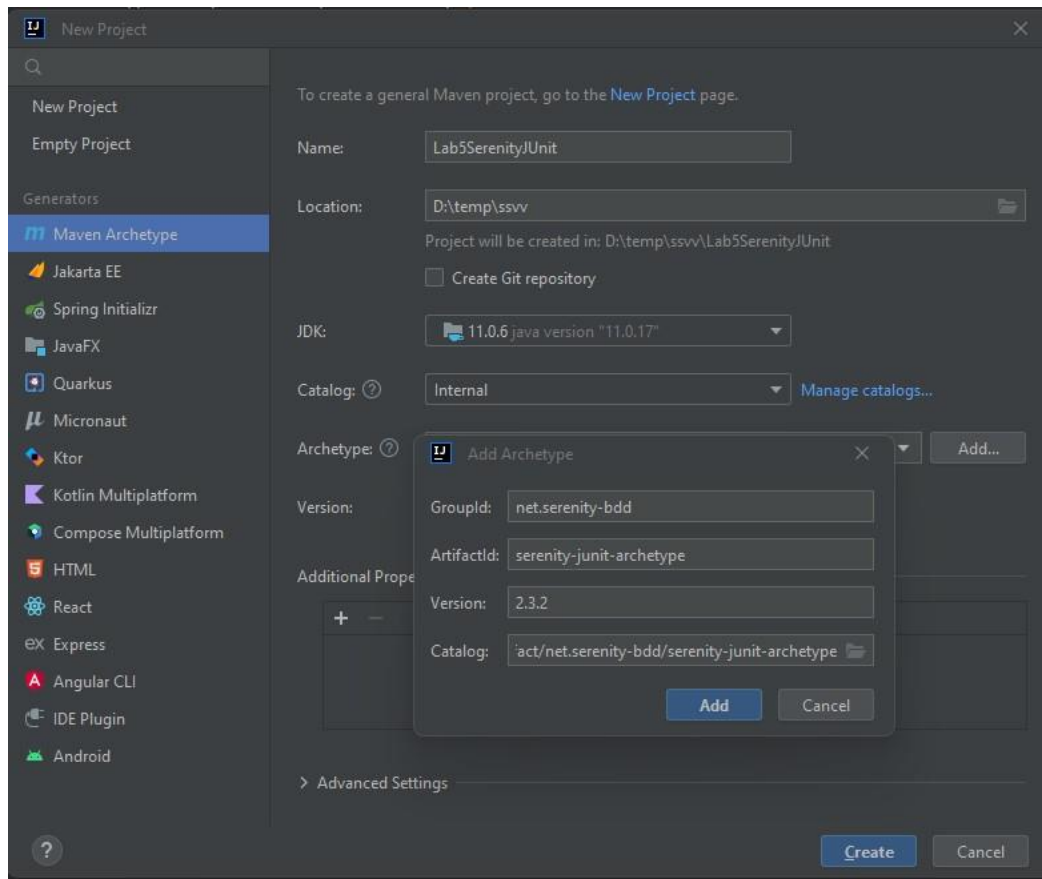 New Project
New Project
Empty Project
Generators
Maven Archetype
Jakarta EE
Spring Initializr
JavaFX
Quarkus
Micronaut
Ktor
Kotlin Multiplatform
Compose Multiplatform
HTML
React
Express
Angular CLI
IDE Plugin
Android
To create a general Maven project, go to the New Project page.
Name: Lab5SerenityJUnit
Location: D:\temp\ssvv
Project will be created in: D:\temp\ssvv\Lab5SerenityJUnit
Create Git repository
JDK: 11.0.6 java version "11.0.17"
Catalog: Internal Manage catalogs...
Archetype: Add...
Version:
Additional Prope
Add Archetype
GroupId: net.serenity-bdd
ArtifactId: serenity-junit-archetype
Version: 2.3.2
Catalog: fact/net.serenity-bdd/serenity-junit-archetype
Add Cancel
Advanced Settings
? Create Cancel